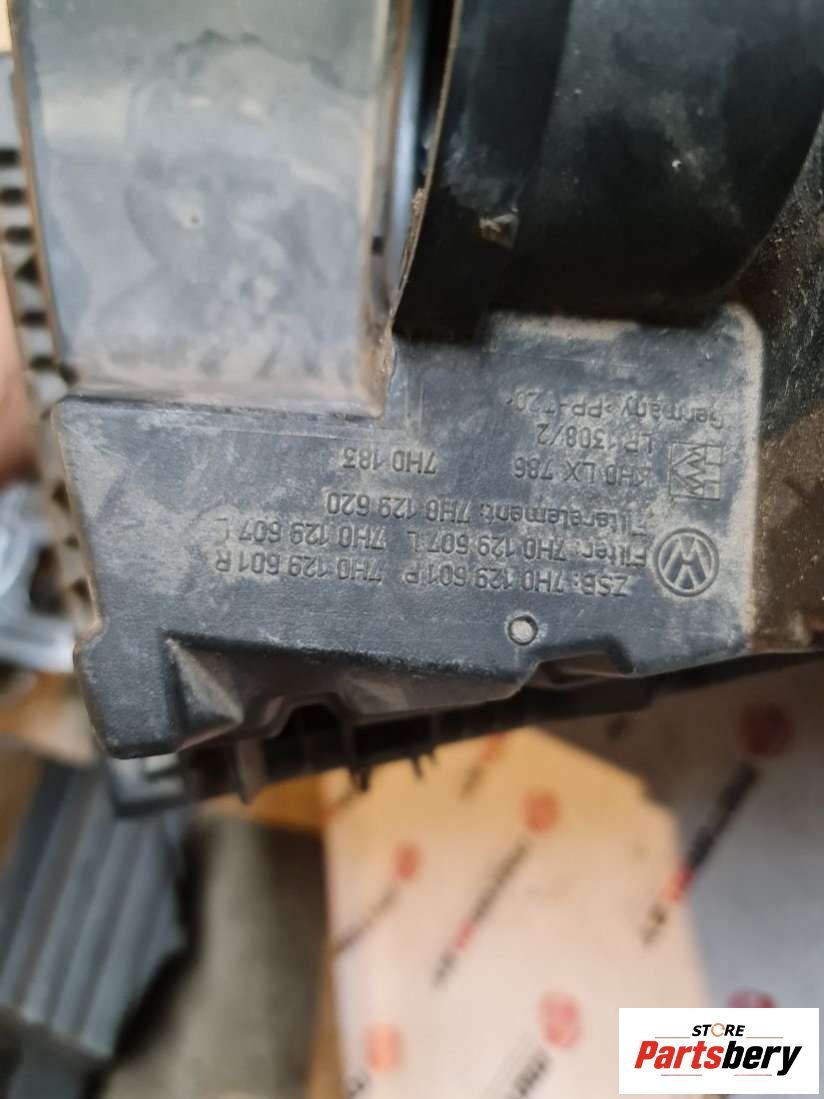 ZSB: 7H0 129 601 P 7H0 129 601 R
Filter: 7H0 129 607 L 7H0 129 607 L
Filterelement: 7H0 129 620
KHD LX 786 7H0 183
LP 1308/2
Germany >PP-T20<
STORE
Partsbery